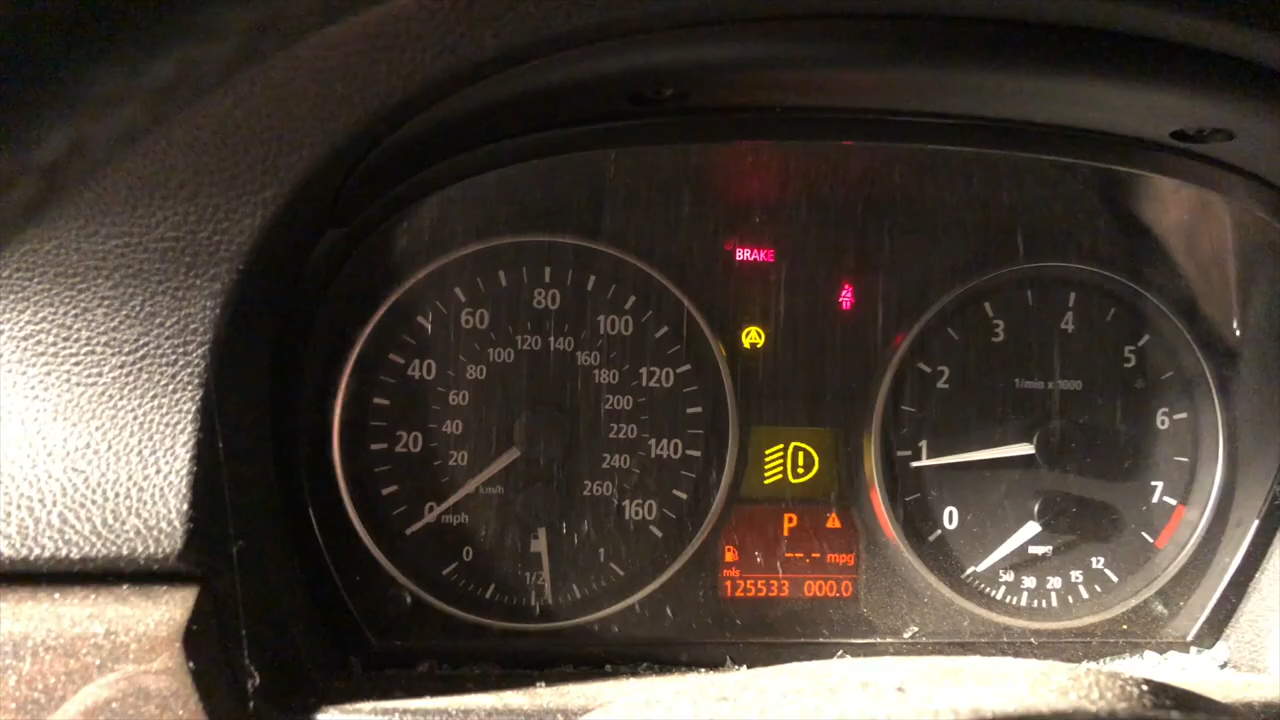 BRAKE
20 40 60 80 100 120 140 160
20 40 60 80 100 120 140 160 180 200 220 240 260
km/h
0 mph
0 1/2 1
P
--.- mpg
mls
125533 000.0
0 1 2 3 4 5 6 7
1/min x 1000
mpg
50 30 20 15 12